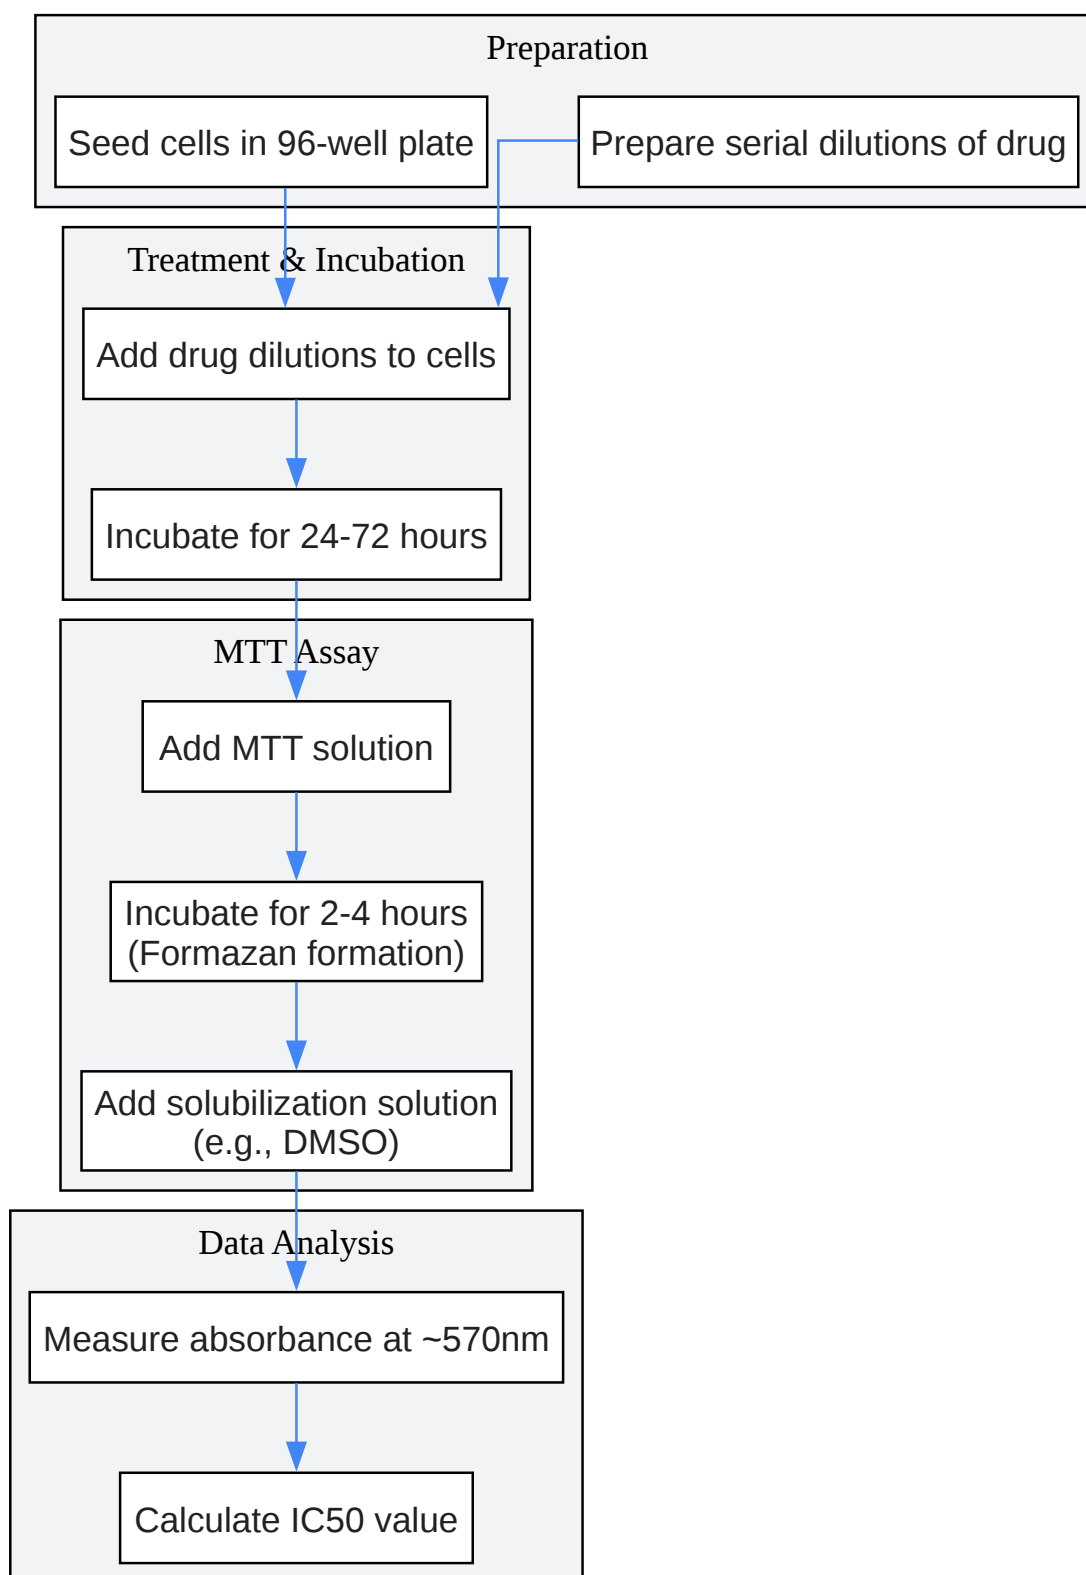 Preparation
Seed cells in 96-well plate
Prepare serial dilutions of drug
Treatment & Incubation
Add drug dilutions to cells
Incubate for 24-72 hours
MTT Assay
Add MTT solution
Incubate for 2-4 hours
(Formazan formation)
Add solubilization solution
(e.g., DMSO)
Data Analysis
Measure absorbance at ~570nm
Calculate IC50 value